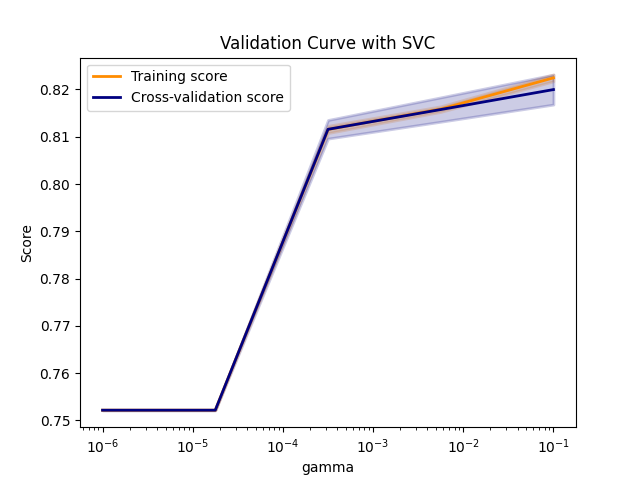 Validation Curve with SVC
Training score
Cross-validation score
Score
0.82
0.81
0.80
0.79
0.78
0.77
0.76
0.75
10⁻⁶ 10⁻⁵ 10⁻⁴ 10⁻³ 10⁻² 10⁻¹
gamma